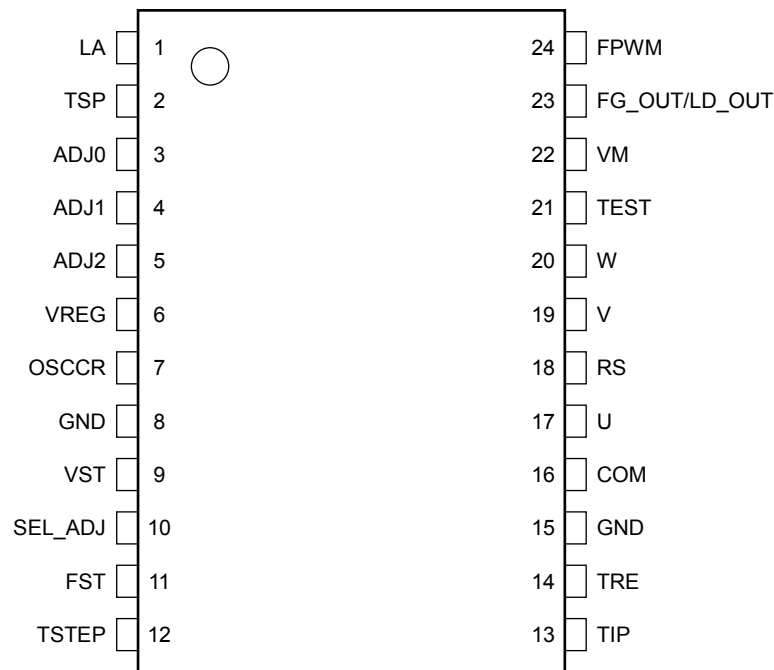 LA 1 24 FPWM
TSP 2 23 FG_OUT/LD_OUT
ADJ0 3 22 VM
ADJ1 4 21 TEST
ADJ2 5 20 W
VREG 6 19 V
OSCCR 7 18 RS
GND 8 17 U
VST 9 16 COM
SEL_ADJ 10 15 GND
FST 11 14 TRE
TSTEP 12 13 TIP